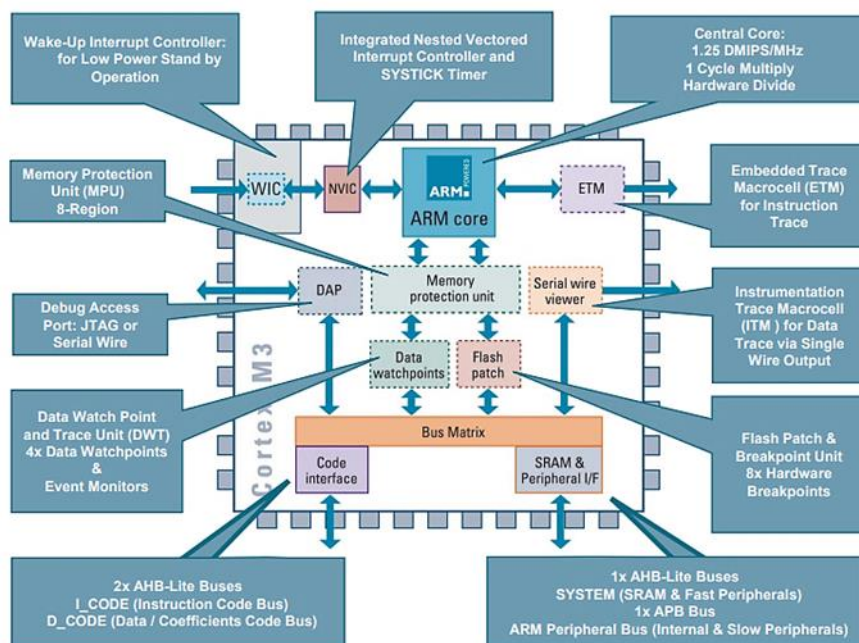 Wake-Up Interrupt Controller:
for Low Power Stand by
Operation
Integrated Nested Vectored
Interrupt Controller and
SYSTICK Timer
Central Core:
1.25 DMIPS/MHz
1 Cycle Multiply
Hardware Divide
Memory Protection
Unit (MPU)
8-Region
WIC
NVIC
ARM
POWERED
ARM core
ETM
Embedded Trace
Macrocell (ETM)
for Instruction
Trace
Debug Access
Port: JTAG or
Serial Wire
DAP
Memory
protection unit
Serial wire
viewer
Instrumentation
Trace Macrocell
(ITM ) for Data
Trace via Single
Wire Output
Data
watchpoints
Flash
patch
Data Watch Point
and Trace Unit (DWT)
4x Data Watchpoints
&
Event Monitors
Bus Matrix
Code
interface
SRAM &
Peripheral I/F
Flash Patch &
Breakpoint Unit
8x Hardware
Breakpoints
2x AHB-Lite Buses
I_CODE (Instruction Code Bus)
D_CODE (Data / Coefficients Code Bus)
1x AHB-Lite Buses
SYSTEM (SRAM & Fast Peripherals)
1x APB Bus
ARM Peripheral Bus (Internal & Slow Peripherals)